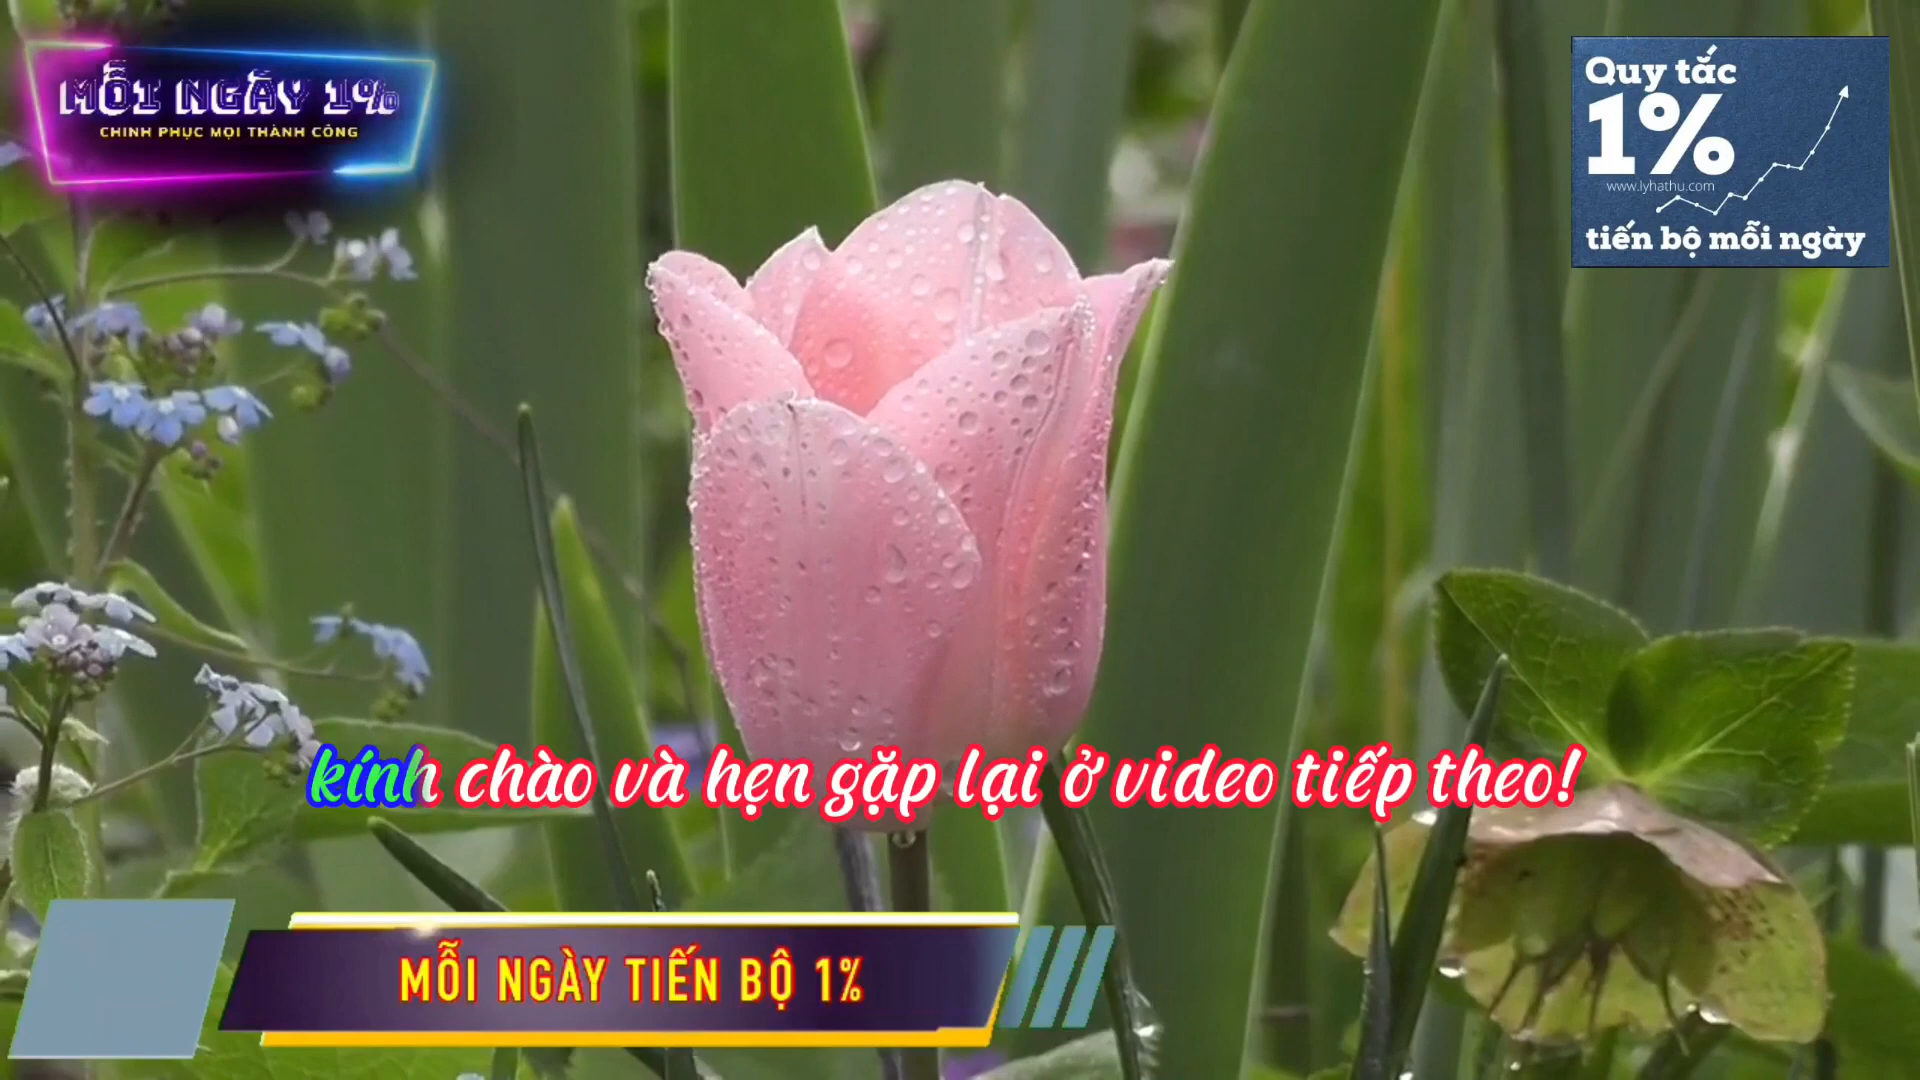 MỖI NGÀY 1%
CHINH PHỤC MỌI THÀNH CÔNG
Quy tắc
1%
www.lyhathu.com
tiến bộ mỗi ngày
kính chào và hẹn gặp lại ở video tiếp theo!
MỖI NGÀY TIẾN BỘ 1%